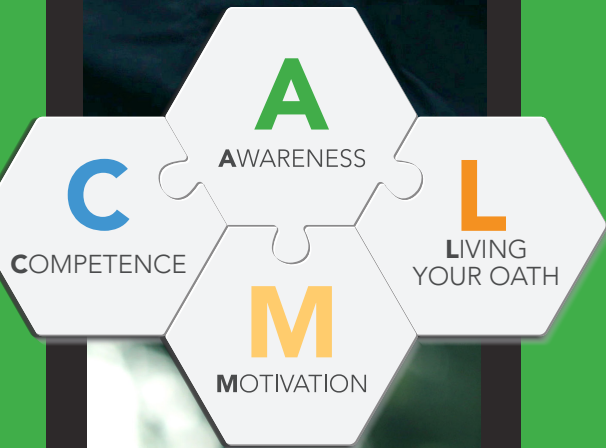 A
AWARENESS
C
COMPETENCE
L
LIVING
YOUR OATH
M
MOTIVATION